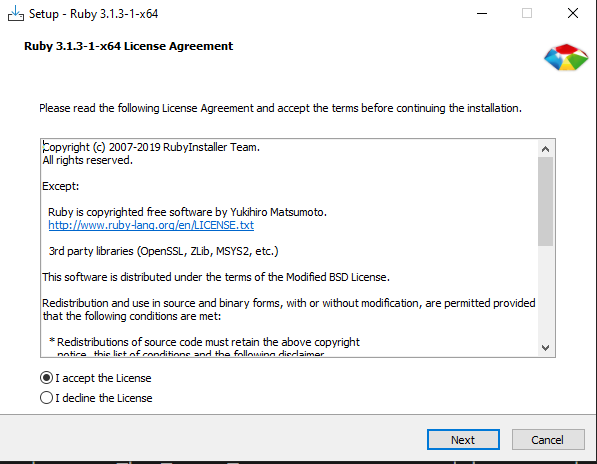 Setup - Ruby 3.1.3-1-x64
Ruby 3.1.3-1-x64 License Agreement
Please read the following License Agreement and accept the terms before continuing the installation.
Copyright (c) 2007-2019 RubyInstaller Team.
All rights reserved.
Except:
Ruby is copyrighted free software by Yukihiro Matsumoto.
http://www.ruby-lang.org/en/LICENSE.txt
3rd party libraries (OpenSSL, ZLib, MSYS2, etc.)
This software is distributed under the terms of the Modified BSD License.
Redistribution and use in source and binary forms, with or without modification, are permitted provided
that the following conditions are met:
* Redistributions of source code must retain the above copyright
notice, this list of conditions and the following disclaimer.
I accept the License
I decline the License
Next
Cancel